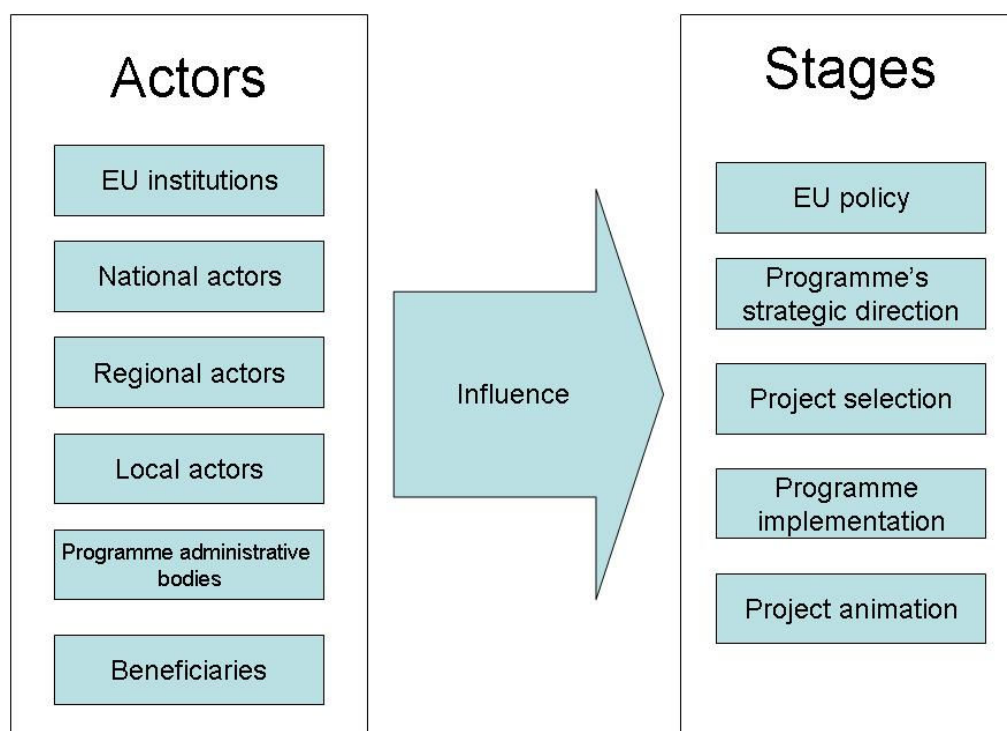 Actors
EU institutions
National actors
Regional actors
Local actors
Programme administrative
bodies
Beneficiaries
Influence
Stages
EU policy
Programme's
strategic direction
Project selection
Programme
implementation
Project animation